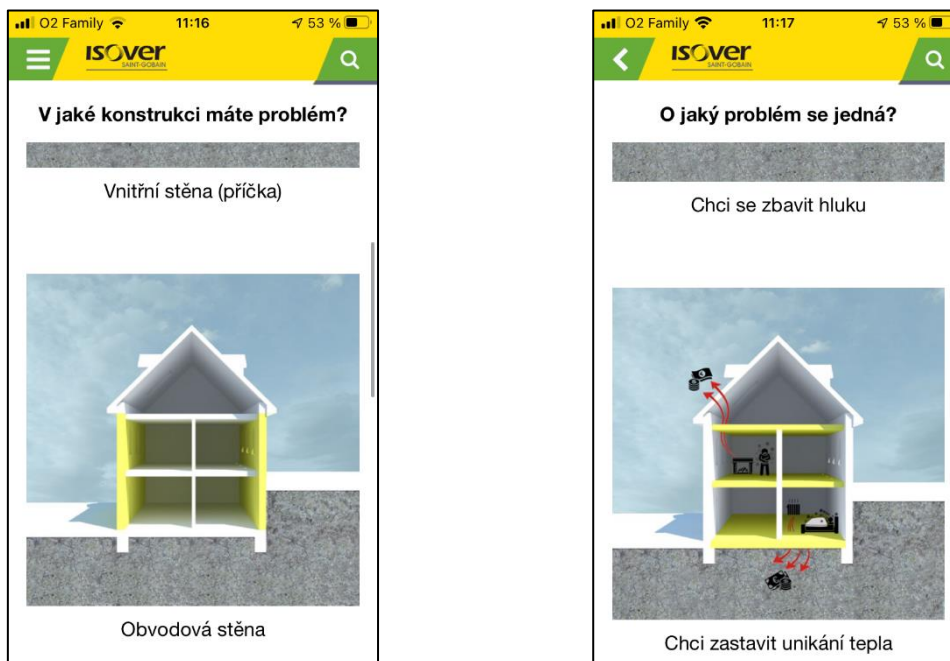 O2 Family 11:16 53 %
isover
SAINT-GOBAIN
V jaké konstrukci máte problém?
Vnitřní stěna (příčka)
Obvodová stěna
O2 Family 11:17 53 %
isover
SAINT-GOBAIN
O jaký problém se jedná?
Chci se zbavit hluku
Chci zastavit unikání tepla